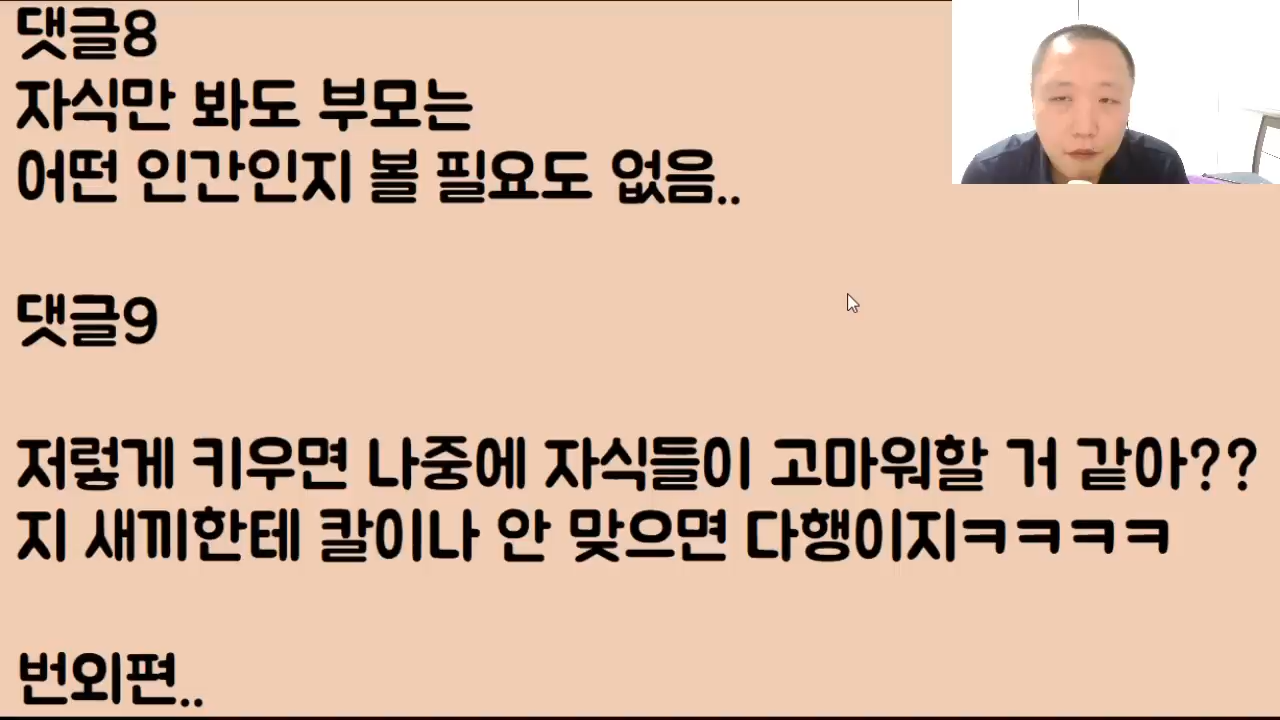 댓글8
자식만 봐도 부모는
어떤 인간인지 볼 필요도 없음..
댓글9
저렇게 키우면 나중에 자식들이 고마워할 거 같아??
지 새끼한테 칼이나 안 맞으면 다행이지ㅋㅋㅋㅋ
번외편..